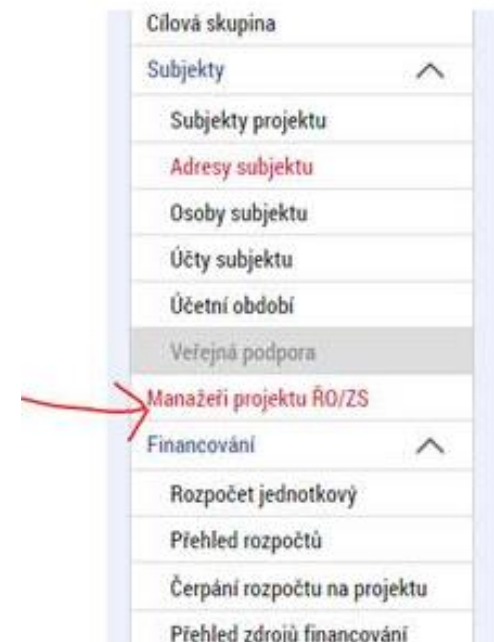 Cílová skupina
Subjekty
Subjekty projektu
Adresy subjektu
Osoby subjektu
Účty subjektu
Účetní období
Veřejná podpora
Manažeři projektu ŘO/ZS
Financování
Rozpočet jednotkový
Přehled rozpočtů
Čerpání rozpočtu na projektu
Přehled zdrojů financování